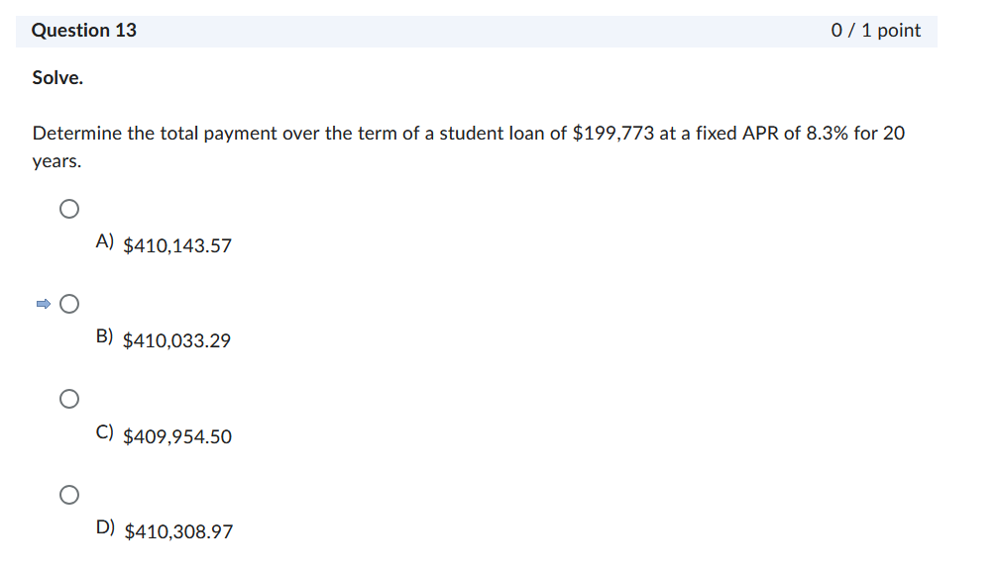 Question 13 0 / 1 point
Solve.
Determine the total payment over the term of a student loan of $199,773 at a fixed APR of 8.3% for 20
years.
A) $410,143.57
B) $410,033.29
C) $409,954.50
D) $410,308.97